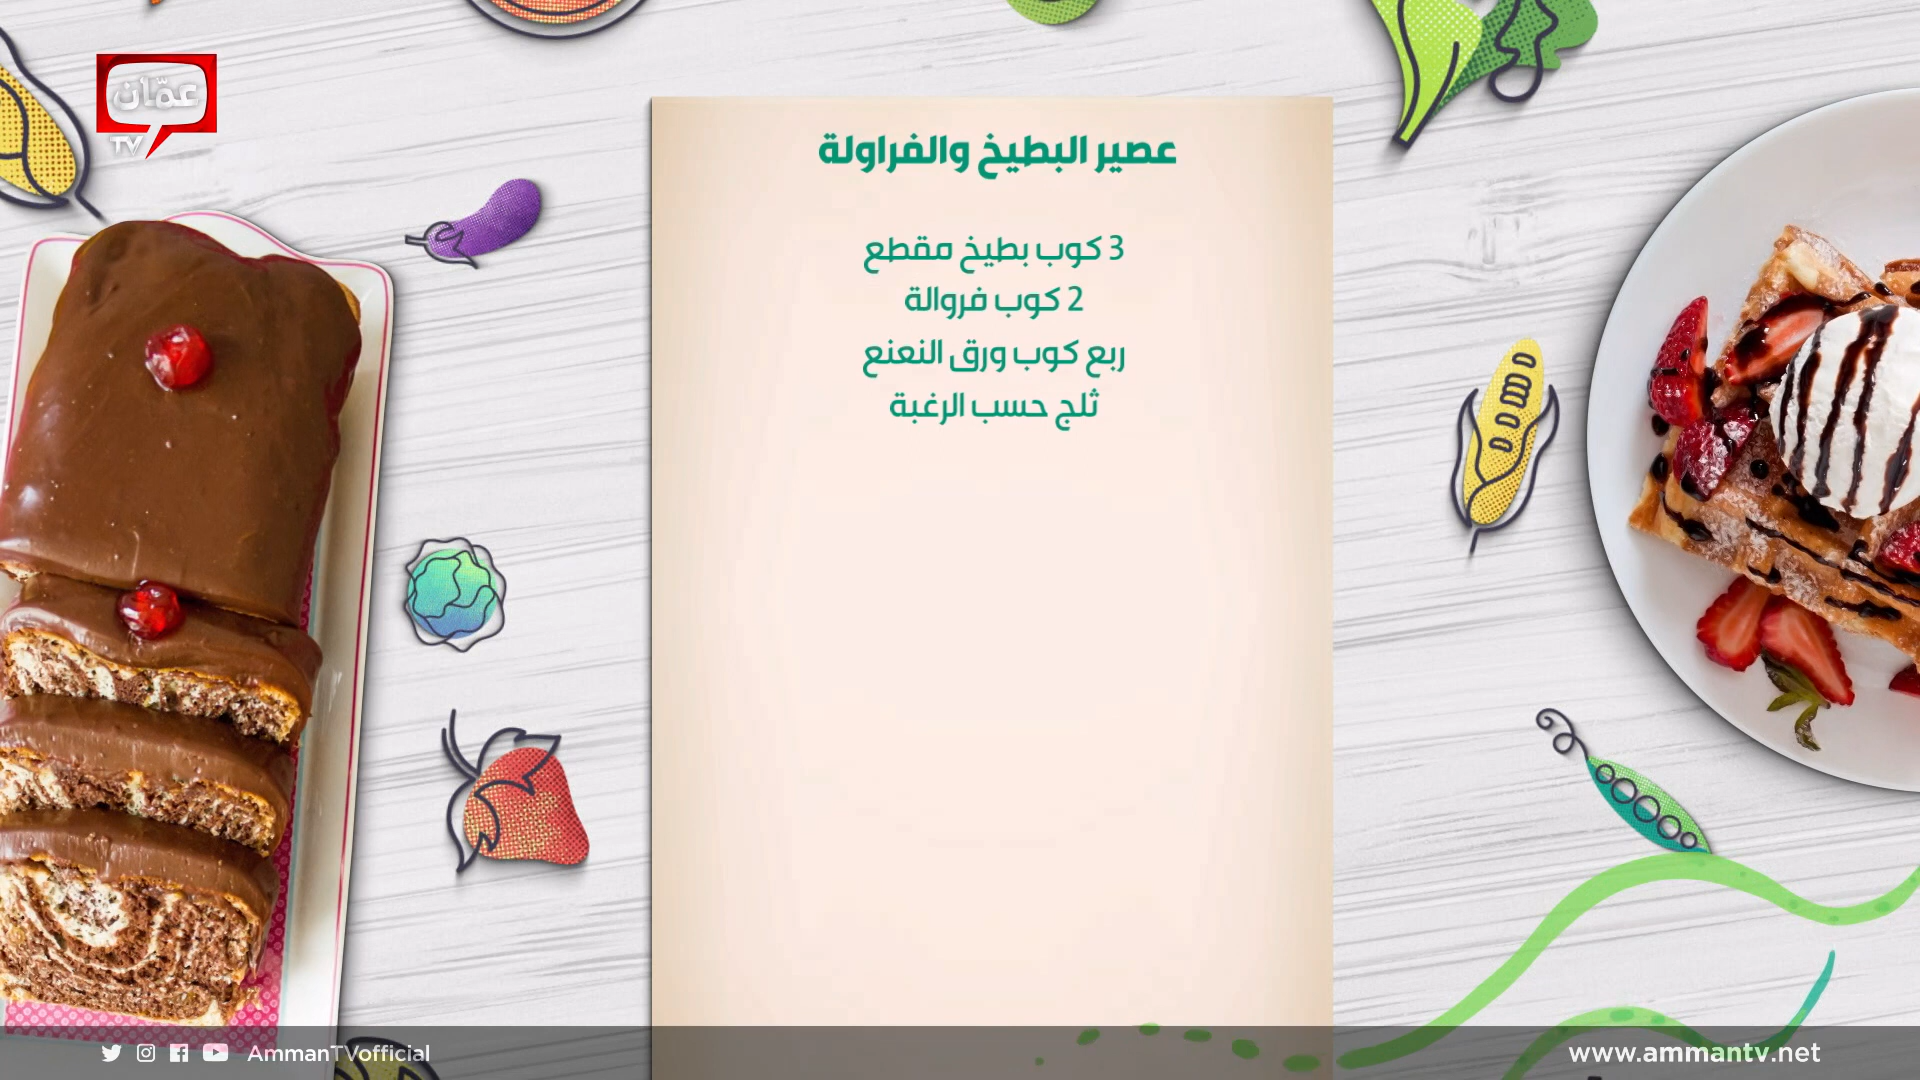 عمّان
TV
عصير البطيخ والفراولة
3 كوب بطيخ مقطع
2 كوب فروالة
ربع كوب ورق النعنع
ثلج حسب الرغبة
AmmanTVofficial
www.ammantv.net